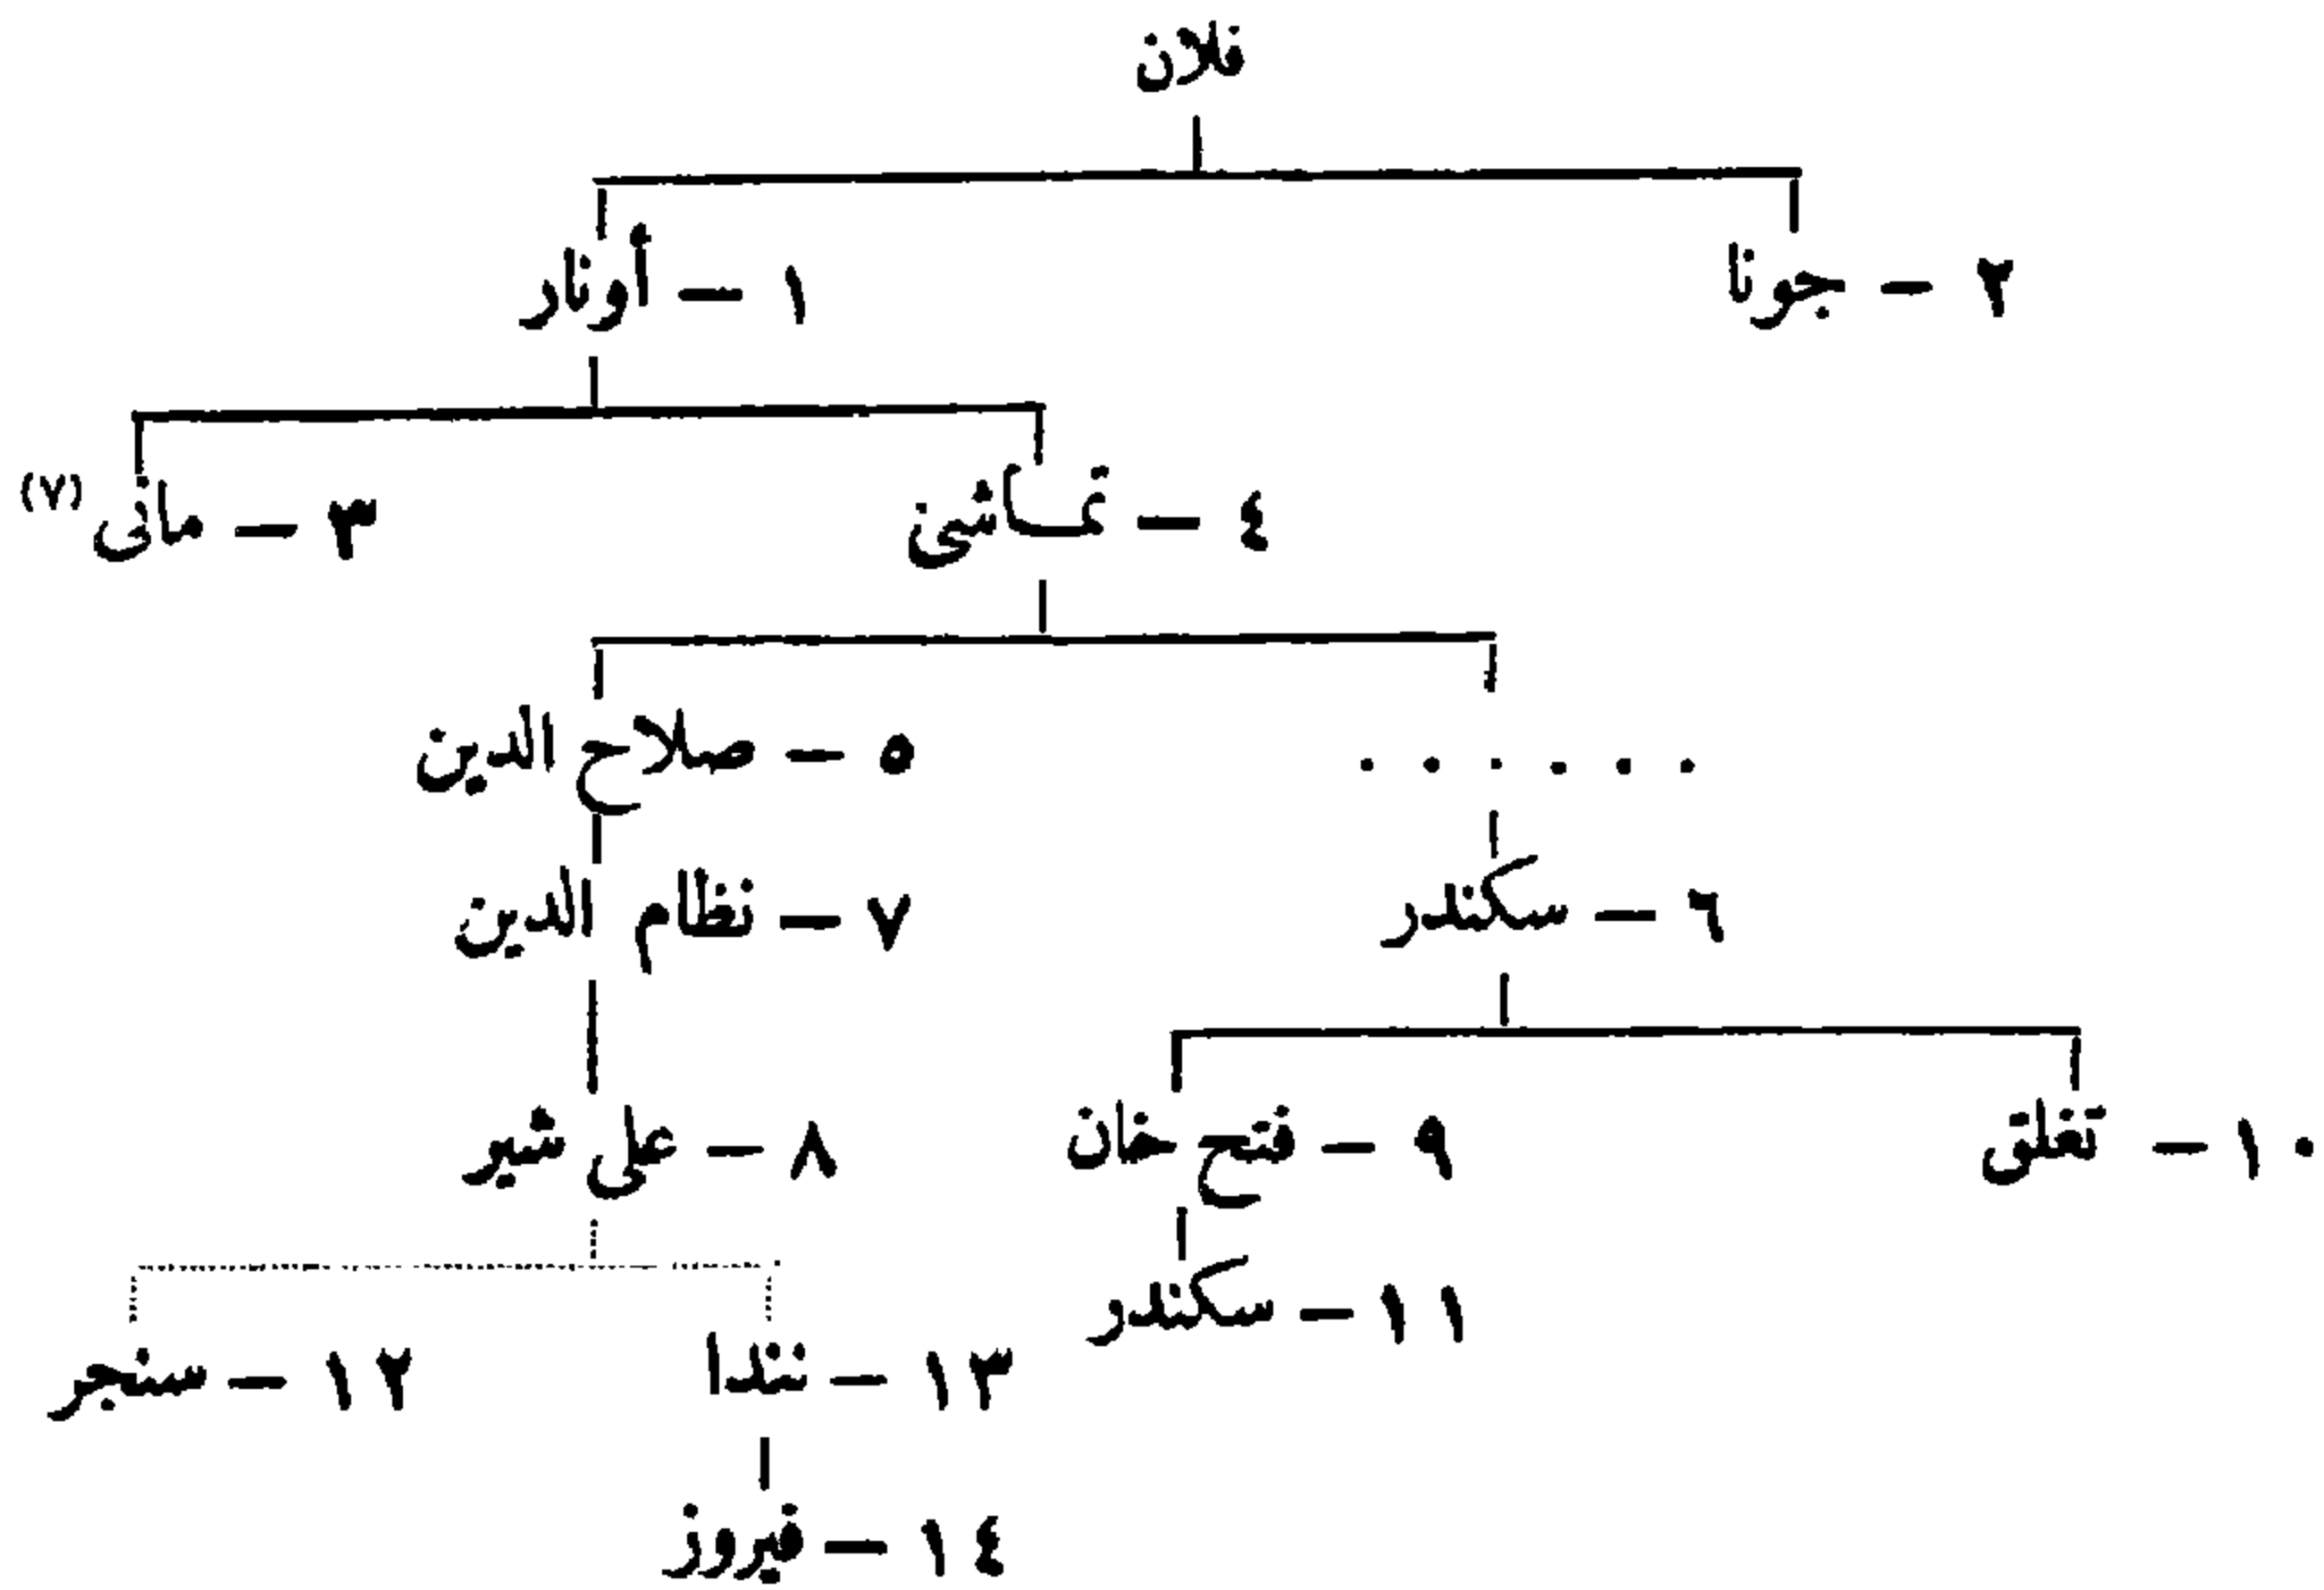 فلان
٢ – جونا
١ – أونار
٤ – تماشى
٣ – مانى (٧)
. . . . . .
٥ – صلاح الدين
٦ – سكندر
٧ – نظام الدين
١٠ – تغلق
٩ – فتح خان
٨ – على شير
١١ – سكندر
١٣ – نندا
١٢ – سنجر
١٤ – فيروز